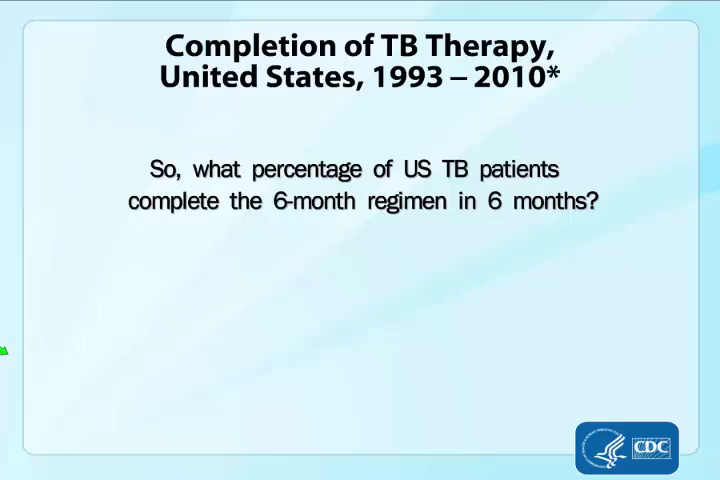 Completion of TB Therapy,
United States, 1993 – 2010*
So, what percentage of US TB patients
complete the 6-month regimen in 6 months?
CDC